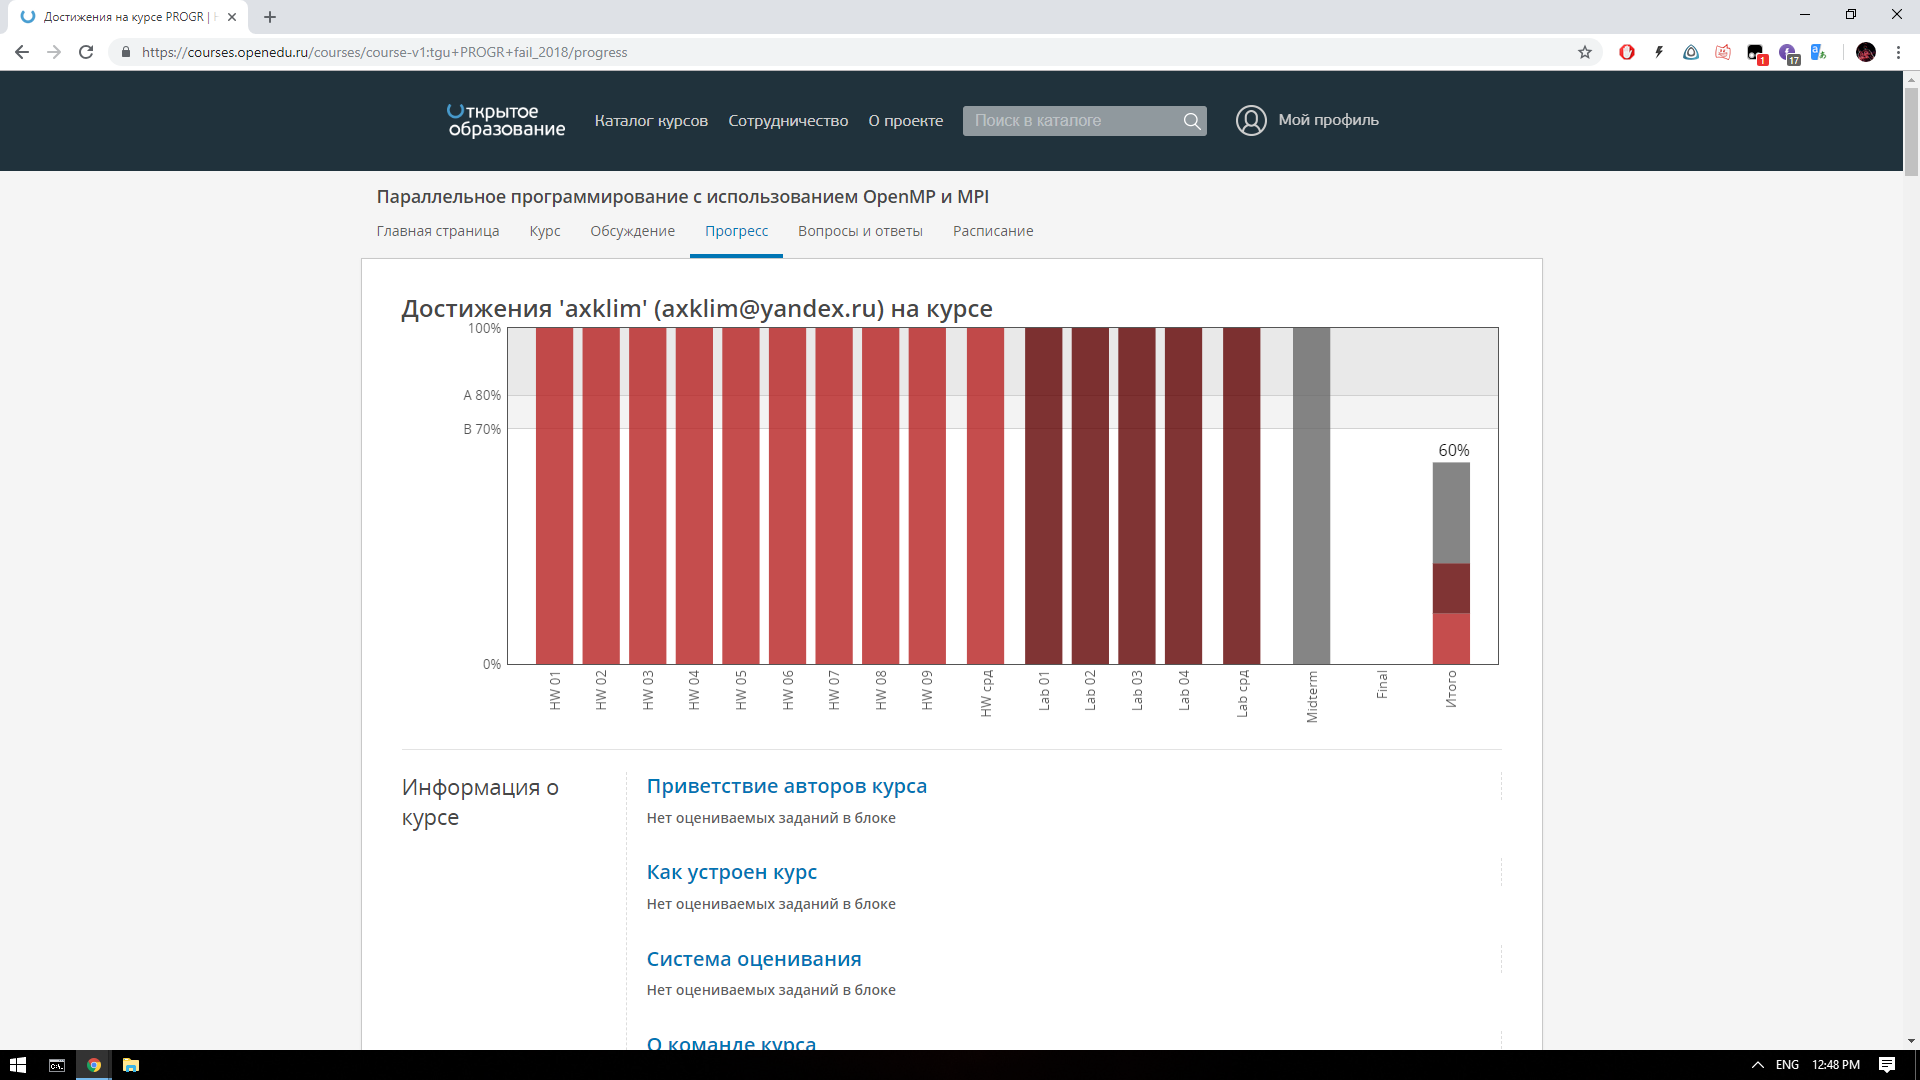 Достижения на курсе PROGR |
https://courses.openedu.ru/courses/course-v1:tgu+PROGR+fail_2018/progress
1
17
Открытое
образование
Каталог курсов
Сотрудничество
О проекте
Поиск в каталоге
Мой профиль
Параллельное программирование с использованием OpenMP и MPI
Главная страница
Курс
Обсуждение
Прогресс
Вопросы и ответы
Расписание
Достижения 'axklim' (axklim@yandex.ru) на курсе
100%
A 80%
B 70%
0%
60%
HW 01
HW 02
HW 03
HW 04
HW 05
HW 06
HW 07
HW 08
HW 09
HW срд
Lab 01
Lab 02
Lab 03
Lab 04
Lab срд
Midterm
Final
Итого
Информация о
курсе
Приветствие авторов курса
Нет оцениваемых заданий в блоке
Как устроен курс
Нет оцениваемых заданий в блоке
Система оценивания
Нет оцениваемых заданий в блоке
О команде курса
ENG
12:48 PM